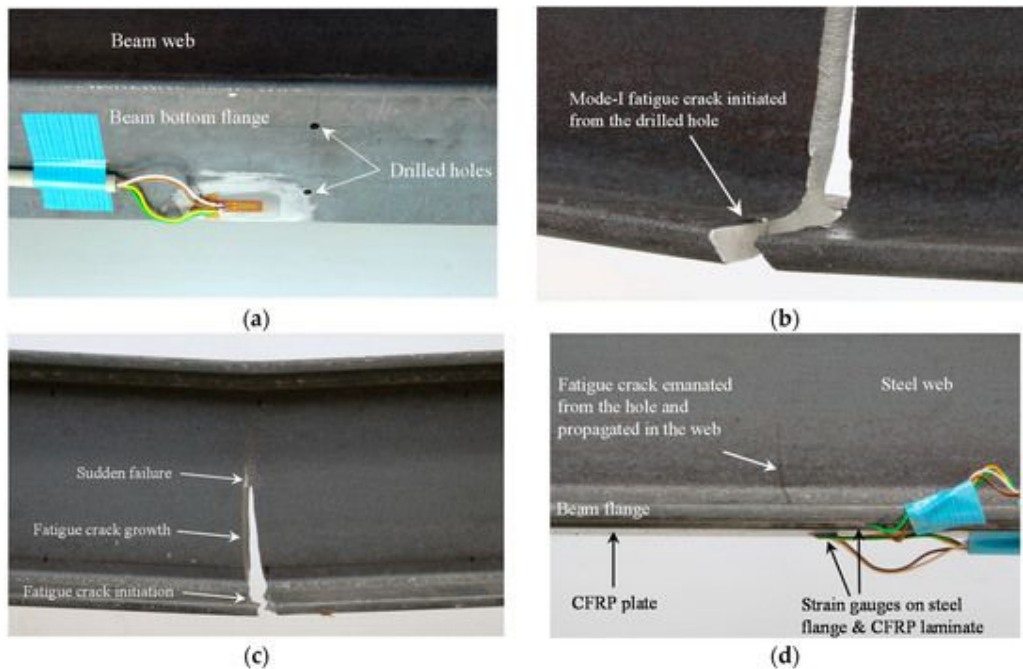 Beam web
Beam bottom flange
Drilled holes
(a)
Mode-I fatigue crack initiated
from the drilled hole
(b)
Sudden failure
Fatigue crack growth
Fatigue crack initiation
(c)
Fatigue crack emanated
from the hole and
propagated in the web
Steel web
Beam flange
CFRP plate
Strain gauges on steel
flange & CFRP laminate
(d)